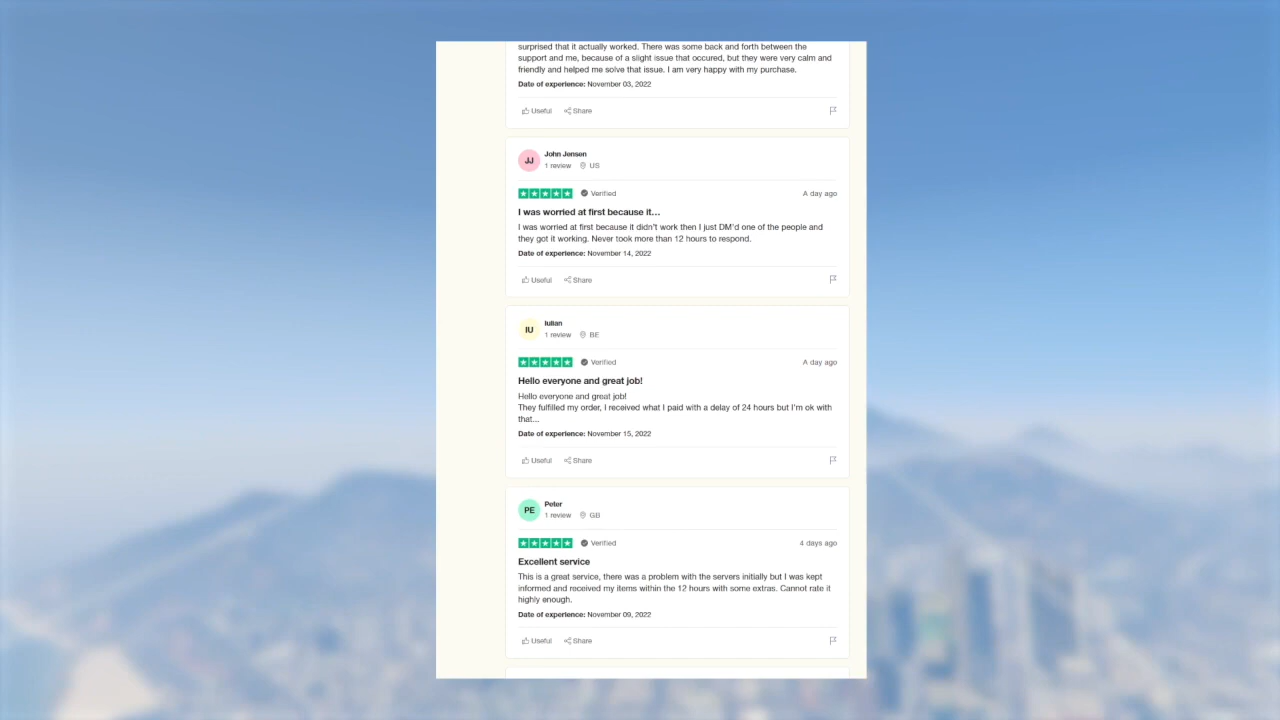 surprised that it actually worked. There was some back and forth between the
support and me, because of a slight issue that occured, but they were very calm and
friendly and helped me solve that issue. I am very happy with my purchase.
Date of experience: November 03, 2022
Useful Share
JJ
John Jensen
1 review US
Verified A day ago
I was worried at first because it…
I was worried at first because it didn't work then I just DM'd one of the people and
they got it working. Never took more than 12 hours to respond.
Date of experience: November 14, 2022
Useful Share
IU
Iulian
1 review BE
Verified A day ago
Hello everyone and great job!
Hello everyone and great job!
They fulfilled my order, I received what I paid with a delay of 24 hours but I'm ok with
that...
Date of experience: November 15, 2022
Useful Share
PE
Peter
1 review GB
Verified 4 days ago
Excellent service
This is a great service, there was a problem with the servers initially but I was kept
informed and received my items within the 12 hours with some extras. Cannot rate it
highly enough.
Date of experience: November 09, 2022
Useful Share